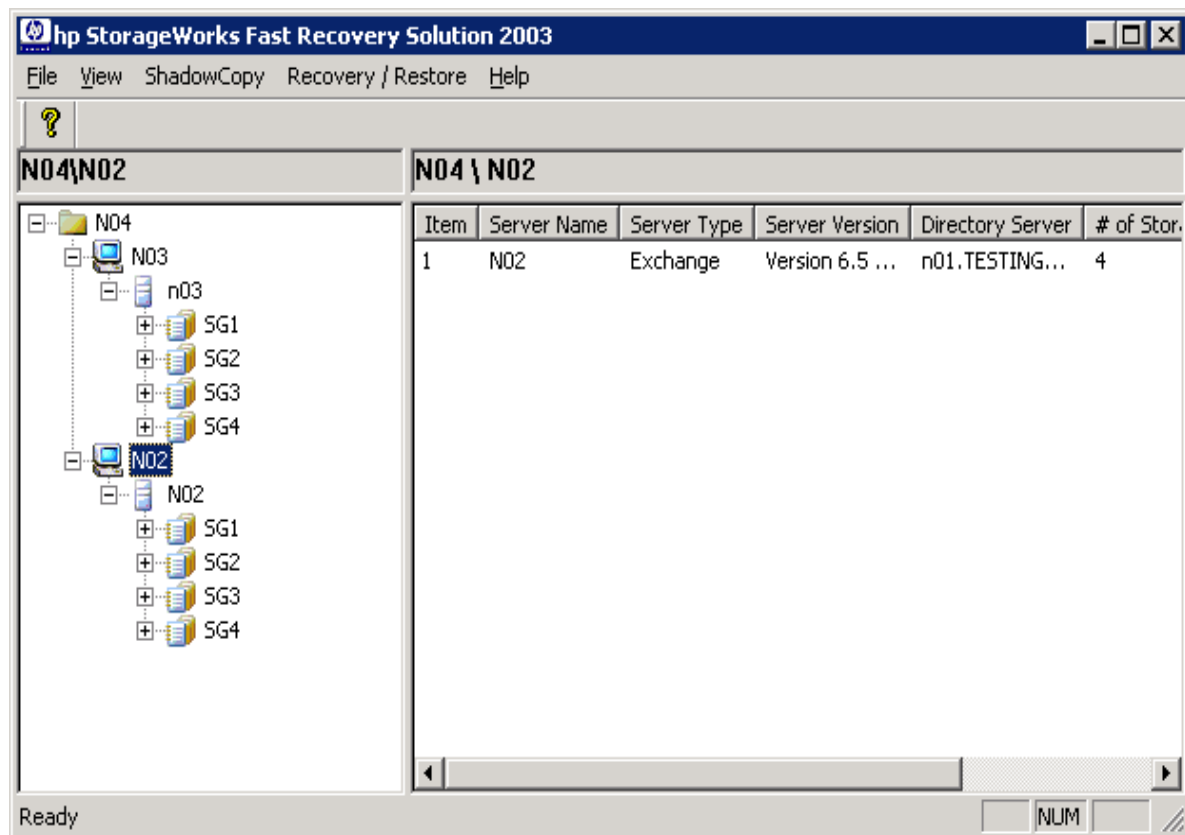 hp StorageWorks Fast Recovery Solution 2003
File View ShadowCopy Recovery / Restore Help
N04\N02
N04 \ N02
N04
N03
n03
SG1
SG2
SG3
SG4
N02
N02
SG1
SG2
SG3
SG4
Item Server Name Server Type Server Version Directory Server # of Stor
1 N02 Exchange Version 6.5 ... n01.TESTING... 4
Ready
NUM